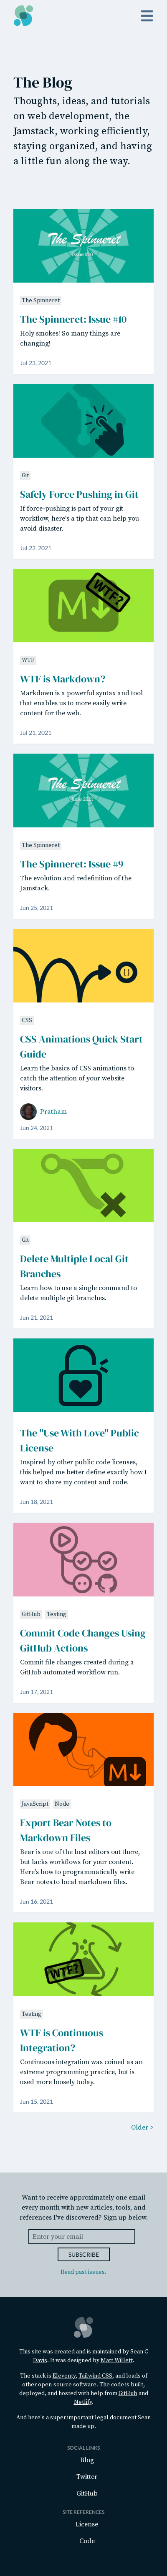 The Blog
Thoughts, ideas, and tutorials
on web development, the
Jamstack, working efficiently,
staying organized, and having
a little fun along the way.
The Spinneret
The Spinneret
The Spinneret: Issue #10
Holy smokes! So many things are
changing!
Jul 23, 2021
Git
Safely Force Pushing in Git
If force-pushing is part of your git
workflow, here's a tip that can help you
avoid disaster.
Jul 22, 2021
M WTF?
WTF
WTF is Markdown?
Markdown is a powerful syntax and tool
that enables us to more easily write
content for the web.
Jul 21, 2021
The Spinneret
The Spinneret
The Spinneret: Issue #9
The evolution and redefinition of the
Jamstack.
Jun 25, 2021
CSS
CSS Animations Quick Start
Guide
Learn the basics of CSS animations to
catch the attention of your website
visitors.
Pratham
Jun 24, 2021
Git
Delete Multiple Local Git
Branches
Learn how to use a single command to
delete multiple git branches.
Jun 21, 2021
The "Use With Love" Public
License
Inspired by other public code licenses,
this helped me better define exactly how I
want to share my content and code.
Jun 18, 2021
GitHub Testing
Commit Code Changes Using
GitHub Actions
Commit file changes created during a
GitHub automated workflow run.
Jun 17, 2021
M
JavaScript Node
Export Bear Notes to
Markdown Files
Bear is one of the best editors out there,
but lacks workflows for your content.
Here's how to programmatically write
Bear notes to local markdown files.
Jun 16, 2021
WTF?
Testing
WTF is Continuous
Integration?
Continuous integration was coined as an
extreme programming practice, but is
used more loosely today.
Jun 15, 2021
Older >
Want to receive approximately one email
every month with new articles, tools, and
references I've discovered? Sign up below.
Enter your email
SUBSCRIBE
Read past issues.
This site was created and is maintained by Sean C
Davis. It was designed by Matt Willett.
The stack is Eleventy, Tailwind CSS, and loads of
other open-source software. The code is hosted,
developed, and hosted with help from GitHub and
Netlify.
And here's a super important legal document Sean
made up.
SOCIAL LINKS
Blog
Twitter
GitHub
SITE REFERENCES
License
Code